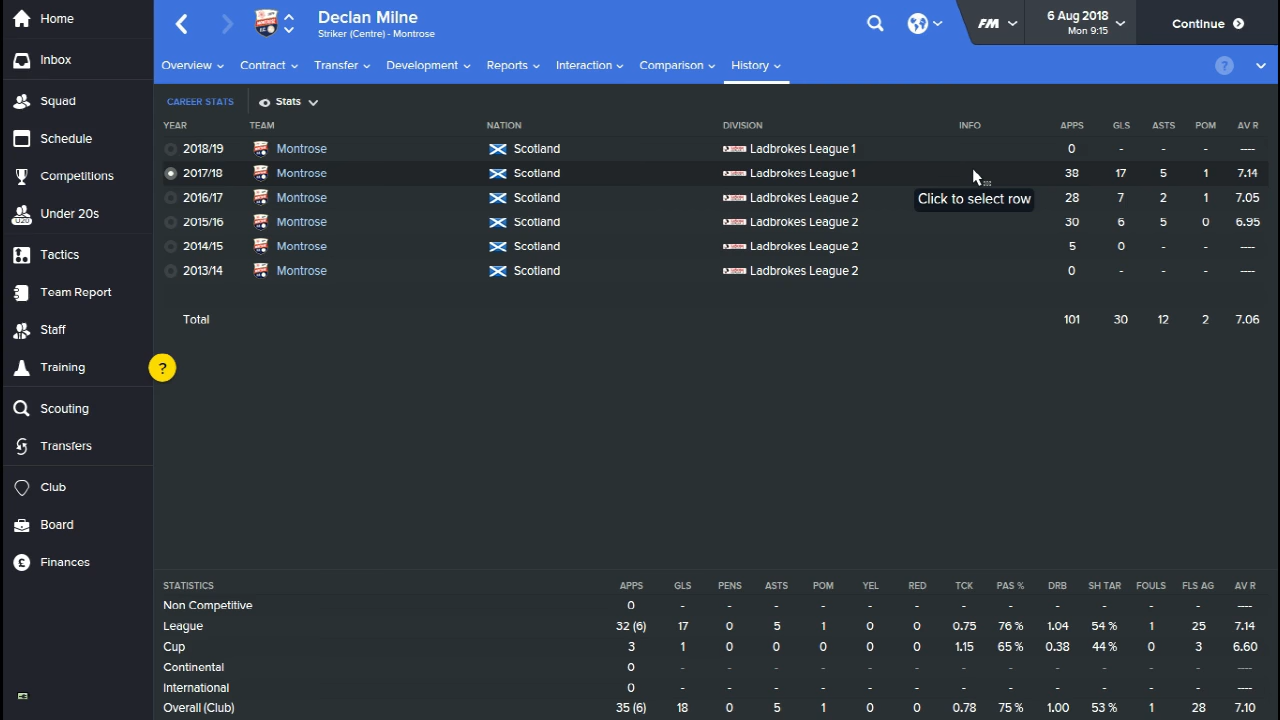 Home
Inbox
Squad
Schedule
Competitions
Under 20s
Tactics
Team Report
Staff
Training
Scouting
Transfers
Club
Board
Finances
Declan Milne
Striker (Centre) - Montrose
FM
6 Aug 2018
Mon 9:15
Continue
Overview Contract Transfer Development Reports Interaction Comparison History ?
CAREER STATS Stats
YEAR TEAM NATION DIVISION INFO APPS GLS ASTS POM AV R
2018/19 Montrose Scotland Ladbrokes League 1 0 - - - ----
2017/18 Montrose Scotland Ladbrokes League 1 38 17 5 1 7.14
2016/17 Montrose Scotland Ladbrokes League 2 28 7 2 1 7.05
Click to select row
2015/16 Montrose Scotland Ladbrokes League 2 30 6 5 0 6.95
2014/15 Montrose Scotland Ladbrokes League 2 5 0 - - ----
2013/14 Montrose Scotland Ladbrokes League 2 0 - - - ----
Total 101 30 12 2 7.06
?
STATISTICS APPS GLS PENS ASTS POM YEL RED TCK PAS % DRB SH TAR FOULS FLS AG AV R
Non Competitive 0 - - - - - - - - - - - - ----
League 32 (6) 17 0 5 1 0 0 0.75 76 % 1.04 54 % 1 25 7.14
Cup 3 1 0 0 0 0 0 1.15 65 % 0.38 44 % 0 3 6.60
Continental 0 - - - - - - - - - - - - ----
International 0 - - - - - - - - - - - - ----
Overall (Club) 35 (6) 18 0 5 1 0 0 0.78 75 % 1.00 53 % 1 28 7.10